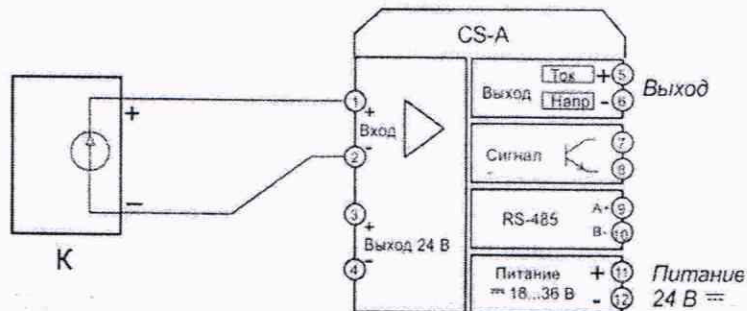 CS-A
1
+
Вход
2
-
3
+
Выход 24 В
4
-
Выход
Ток
+
5
Напр
-
6
Выход
Сигнал
7
8
RS-485
A+
9
B-
10
Питание
18...36 В
+
11
-
12
Питание
24 В
+
–
К